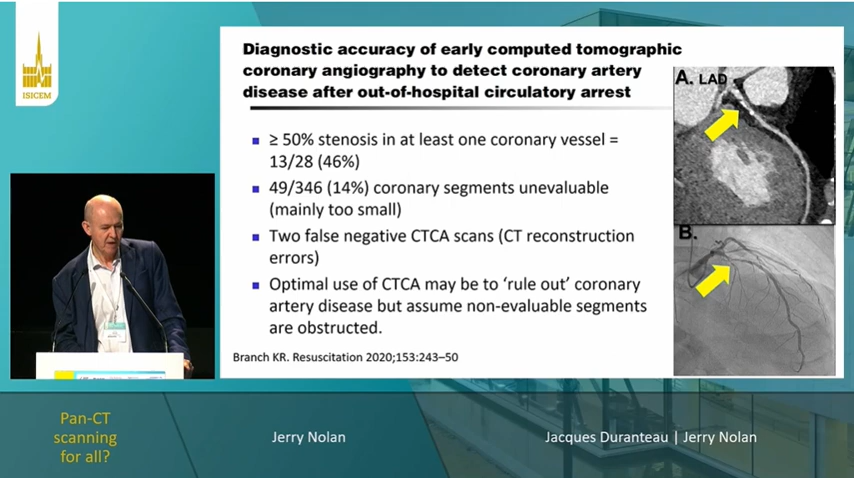 ISICEM
Diagnostic accuracy of early computed tomographic
coronary angiography to detect coronary artery
disease after out-of-hospital circulatory arrest
≥ 50% stenosis in at least one coronary vessel =
13/28 (46%)
49/346 (14%) coronary segments unevaluable
(mainly too small)
Two false negative CTCA scans (CT reconstruction
errors)
Optimal use of CTCA may be to ‘rule out’ coronary
artery disease but assume non-evaluable segments
are obstructed.
Branch KR. Resuscitation 2020;153:243–50
A. LAD
B.
Pan-CT
scanning
for all?
Jerry Nolan
Jacques Duranteau | Jerry Nolan